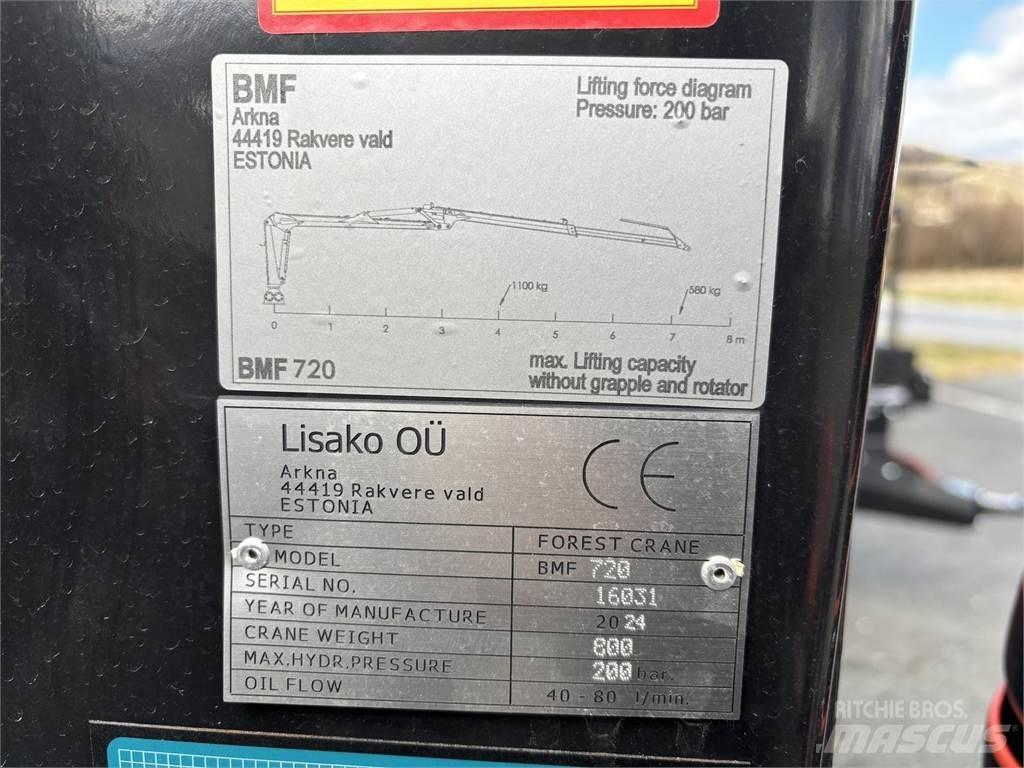 BMF
Arkna
44419 Rakvere vald
ESTONIA
Lifting force diagram
Pressure: 200 bar
1100 kg
580 kg
0 1 2 3 4 5 6 7 8 m
BMF 720
max. Lifting capacity
without grapple and rotator
Lisako OÜ
Arkna
44419 Rakvere vald
ESTONIA
CE
TYPE FOREST CRANE
MODEL BMF 720
SERIAL NO. 16031
YEAR OF MANUFACTURE 2024
CRANE WEIGHT 800
MAX.HYDR.PRESSURE 200 bar.
OIL FLOW 40 - 80 l/min.
RITCHIE BROS.
MASCUS